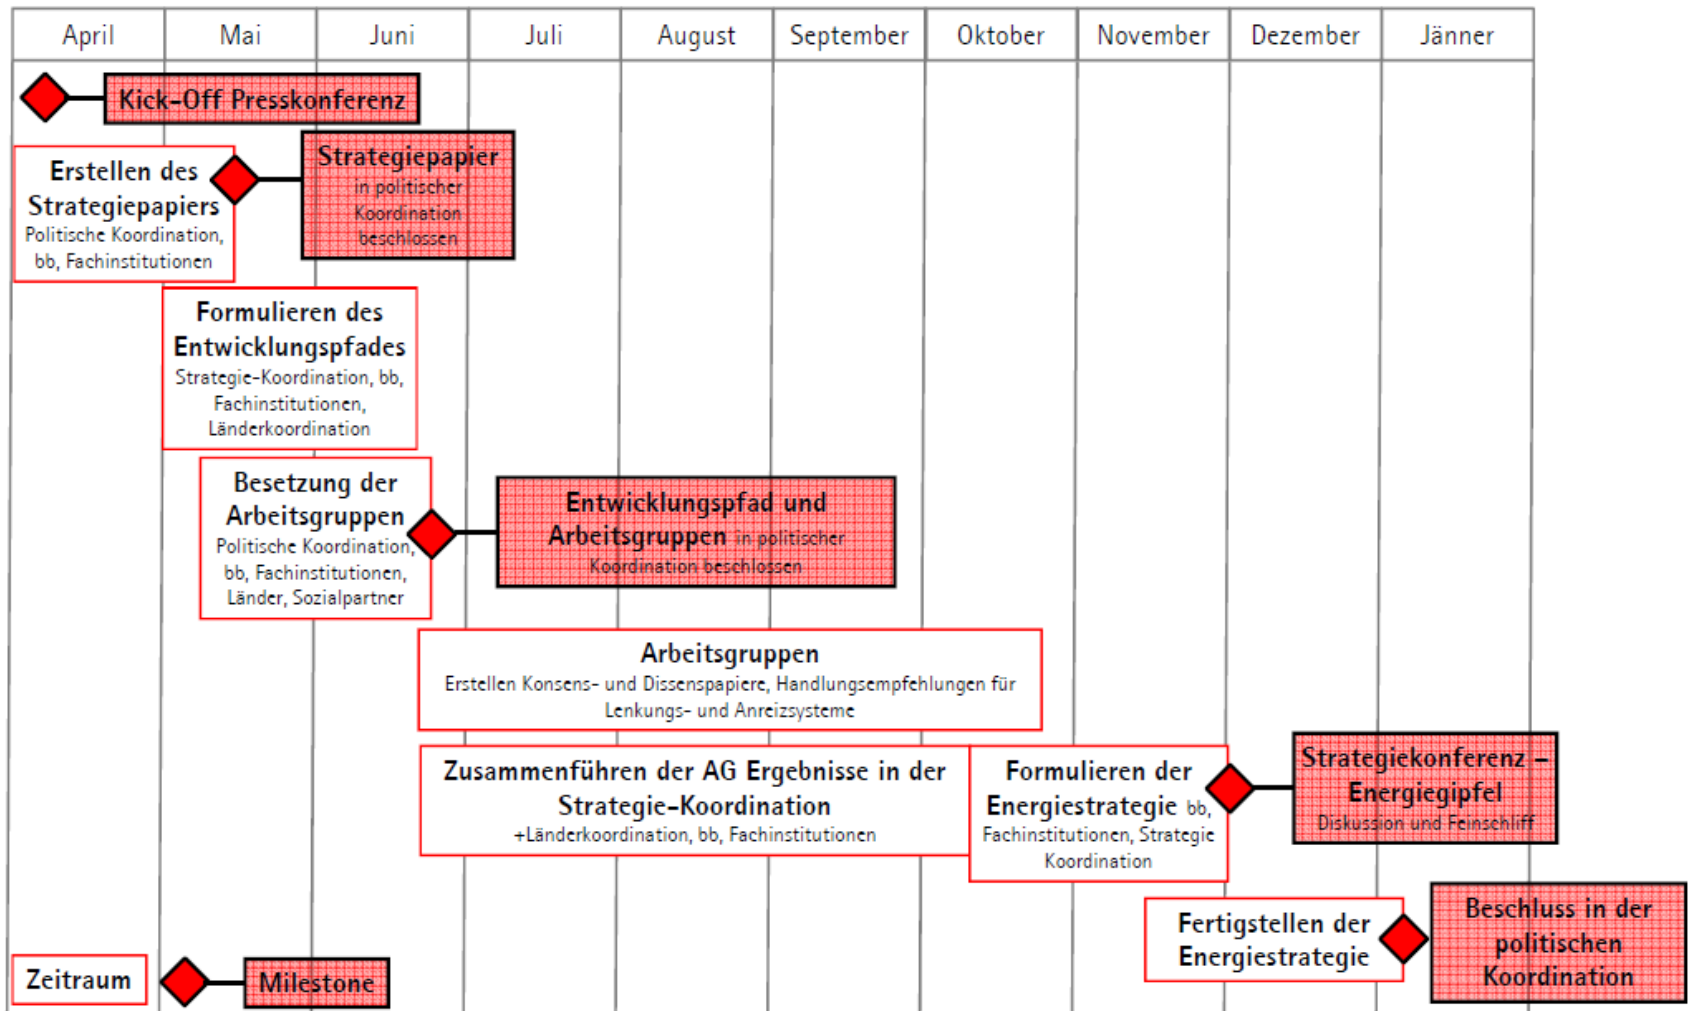 April Mai Juni Juli August September Oktober November Dezember Jänner
Kick-Off Presskonferenz
Erstellen des
Strategiepapiers
Politische Koordination,
bb, Fachinstitutionen
Strategiepapier
in politischer
Koordination
beschlossen
Formulieren des
Entwicklungspfades
Strategie-Koordination, bb,
Fachinstitutionen,
Länderkoordination
Besetzung der
Arbeitsgruppen
Politische Koordination,
bb, Fachinstitutionen,
Länder, Sozialpartner
Entwicklungspfad und
Arbeitsgruppen in politischer
Koordination beschlossen
Arbeitsgruppen
Erstellen Konsens- und Dissenspapiere, Handlungsempfehlungen für
Lenkungs- und Anreizsysteme
Zusammenführen der AG Ergebnisse in der
Strategie-Koordination
+Länderkoordination, bb, Fachinstitutionen
Formulieren der
Energiestrategie bb,
Fachinstitutionen, Strategie
Koordination
Strategiekonferenz –
Energiegipfel
Diskussion und Feinschliff
Fertigstellen der
Energiestrategie
Beschluss in der
politischen
Koordination
Zeitraum
Milestone